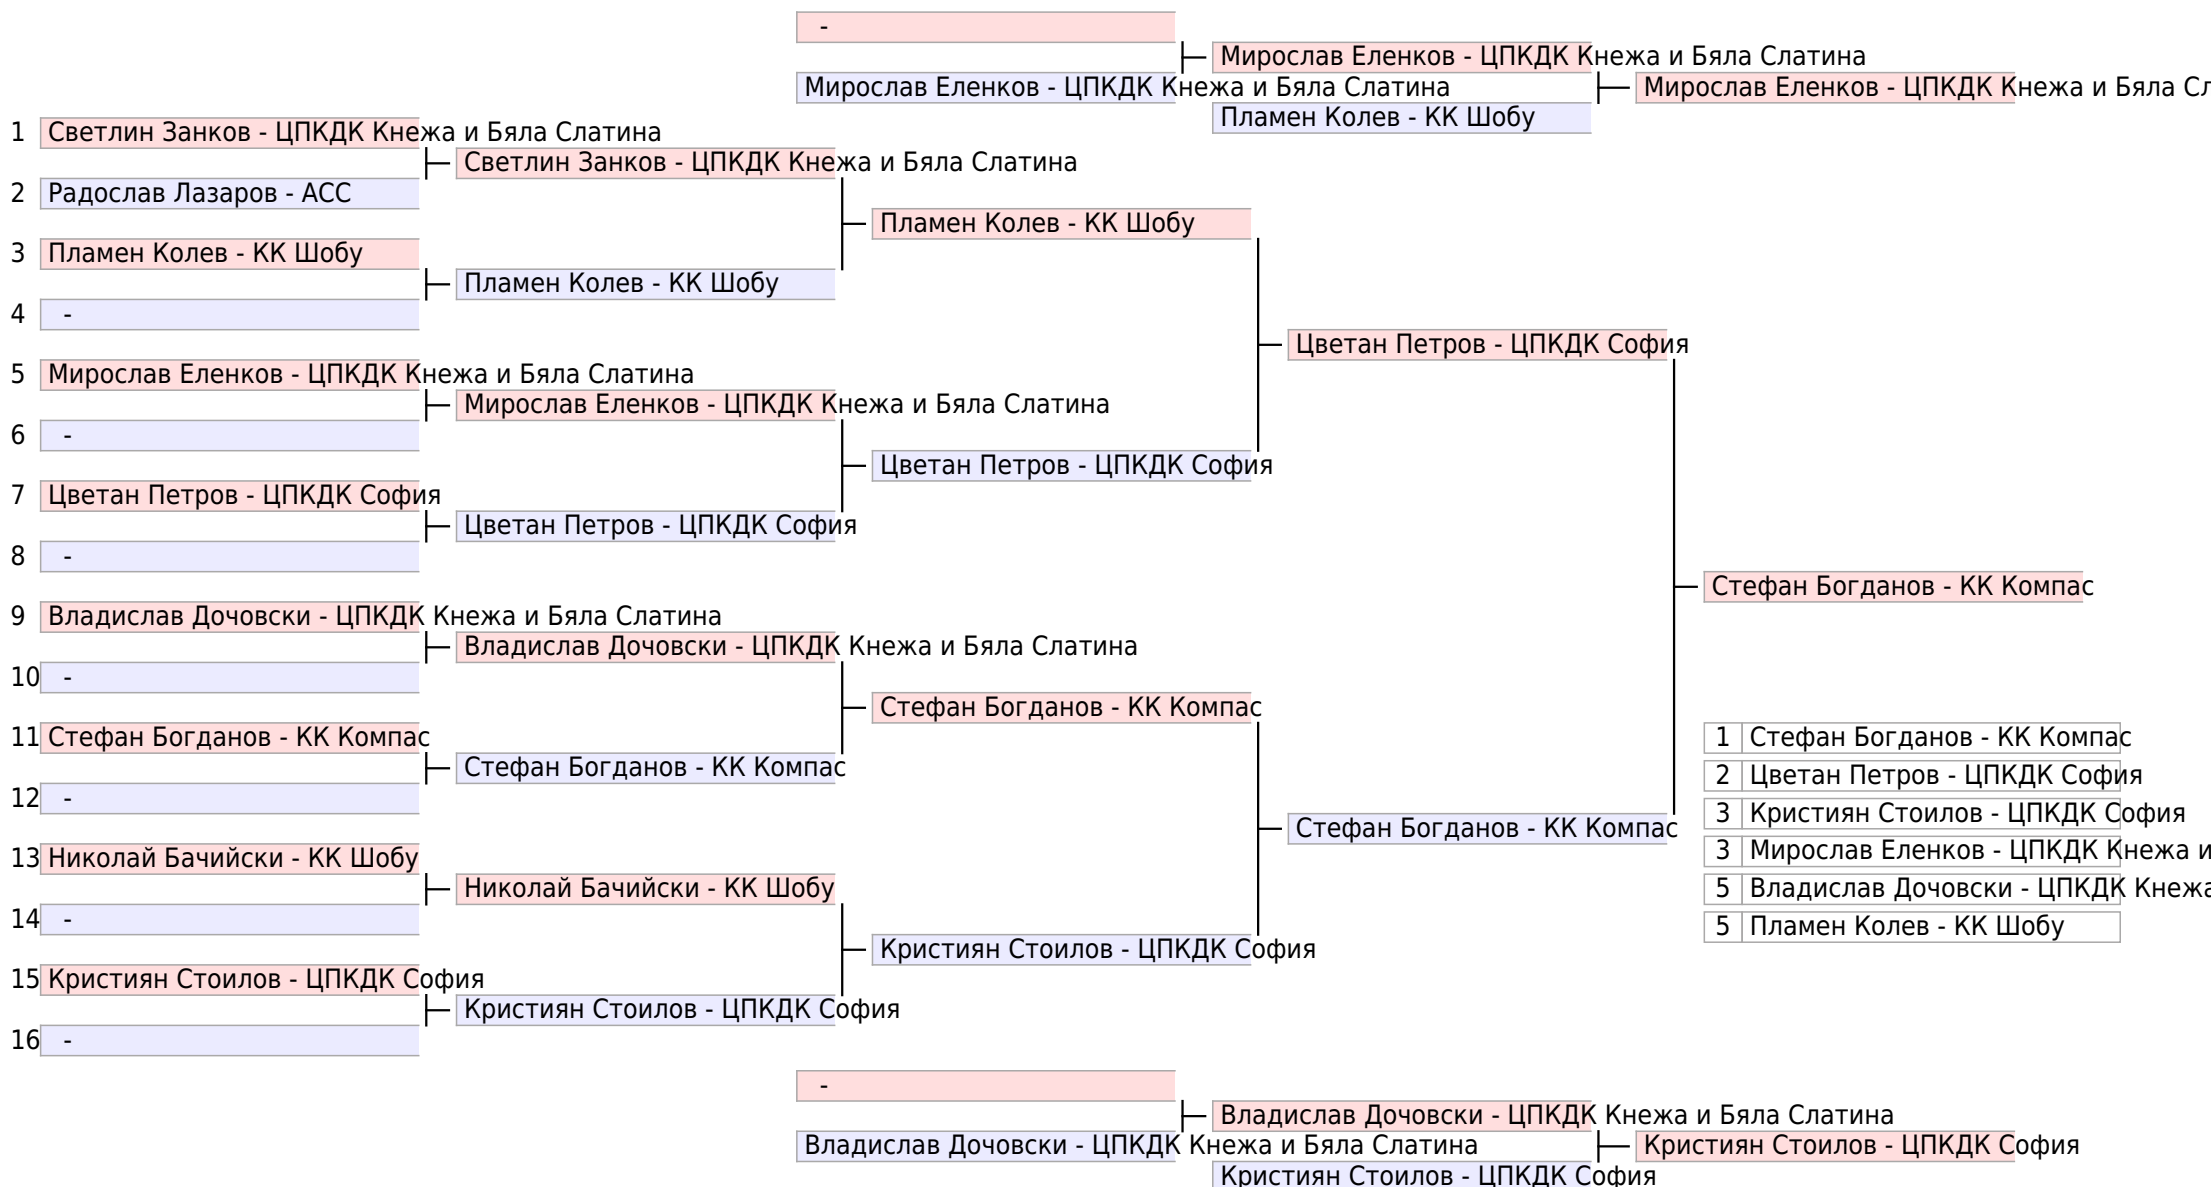 -
Мирослав Еленков - ЦПКДК Кнежа и Бяла Слатина
Мирослав Еленков - ЦПКДК Кнежа и Бяла Слатина
Мирослав Еленков - ЦПКДК Кнежа и Бяла Сл
Пламен Колев - КК Шобу
1 Светлин Занков - ЦПКДК Кнежа и Бяла Слатина
Светлин Занков - ЦПКДК Кнежа и Бяла Слатина
2 Радослав Лазаров - АСС
Пламен Колев - КК Шобу
3 Пламен Колев - КК Шобу
Пламен Колев - КК Шобу
4 -
Цветан Петров - ЦПКДК София
5 Мирослав Еленков - ЦПКДК Кнежа и Бяла Слатина
Мирослав Еленков - ЦПКДК Кнежа и Бяла Слатина
6 -
Цветан Петров - ЦПКДК София
7 Цветан Петров - ЦПКДК София
Цветан Петров - ЦПКДК София
8 -
Стефан Богданов - КК Компас
9 Владислав Дочовски - ЦПКДК Кнежа и Бяла Слатина
Владислав Дочовски - ЦПКДК Кнежа и Бяла Слатина
10 -
Стефан Богданов - КК Компас
11 Стефан Богданов - КК Компас
Стефан Богданов - КК Компас
12 -
Стефан Богданов - КК Компас
13 Николай Бачийски - КК Шобу
Николай Бачийски - КК Шобу
14 -
Кристиян Стоилов - ЦПКДК София
15 Кристиян Стоилов - ЦПКДК София
Кристиян Стоилов - ЦПКДК София
16 -
1 Стефан Богданов - КК Компас
2 Цветан Петров - ЦПКДК София
3 Кристиян Стоилов - ЦПКДК София
3 Мирослав Еленков - ЦПКДК Кнежа и
5 Владислав Дочовски - ЦПКДК Кнежа
5 Пламен Колев - КК Шобу
-
Владислав Дочовски - ЦПКДК Кнежа и Бяла Слатина
Владислав Дочовски - ЦПКДК Кнежа и Бяла Слатина
Кристиян Стоилов - ЦПКДК София
Кристиян Стоилов - ЦПКДК София